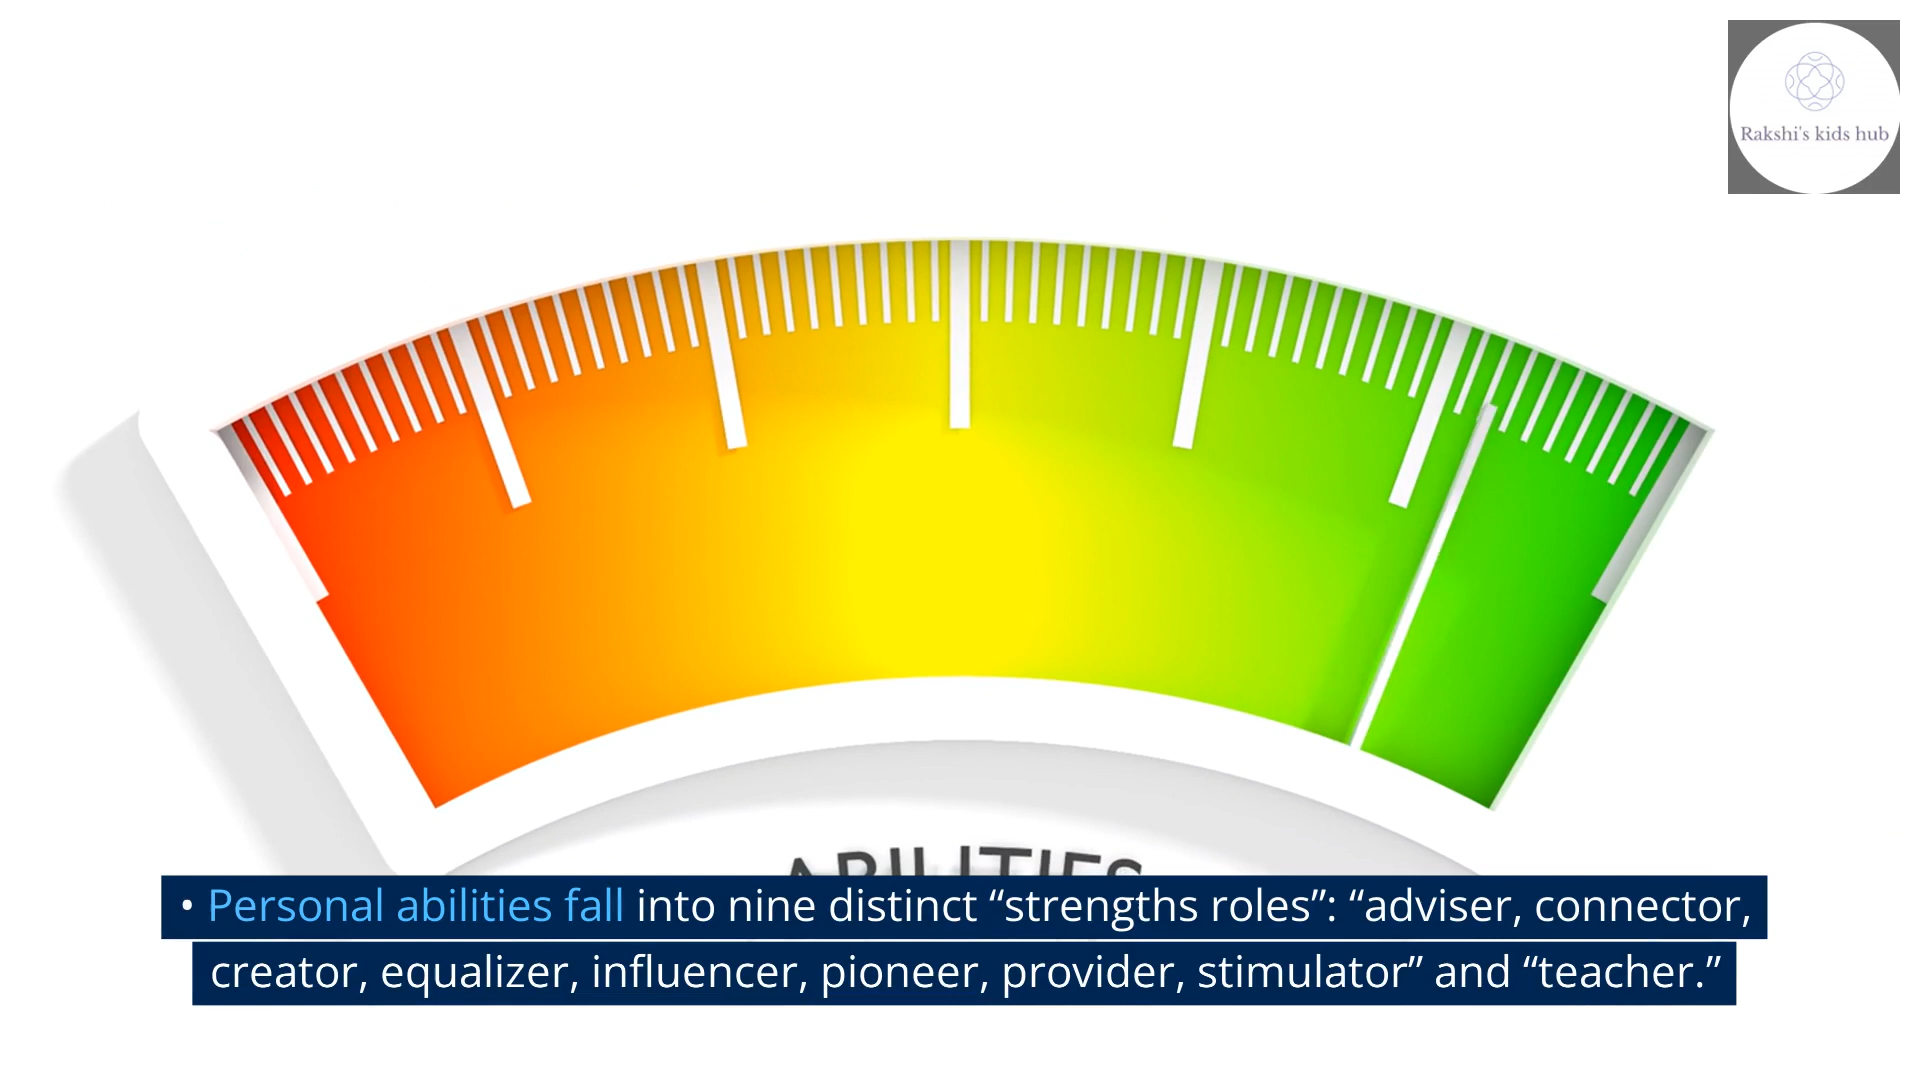 Rakshi's kids hub
ABILITIES
• Personal abilities fall into nine distinct “strengths roles”: “adviser, connector,
creator, equalizer, influencer, pioneer, provider, stimulator” and “teacher.”